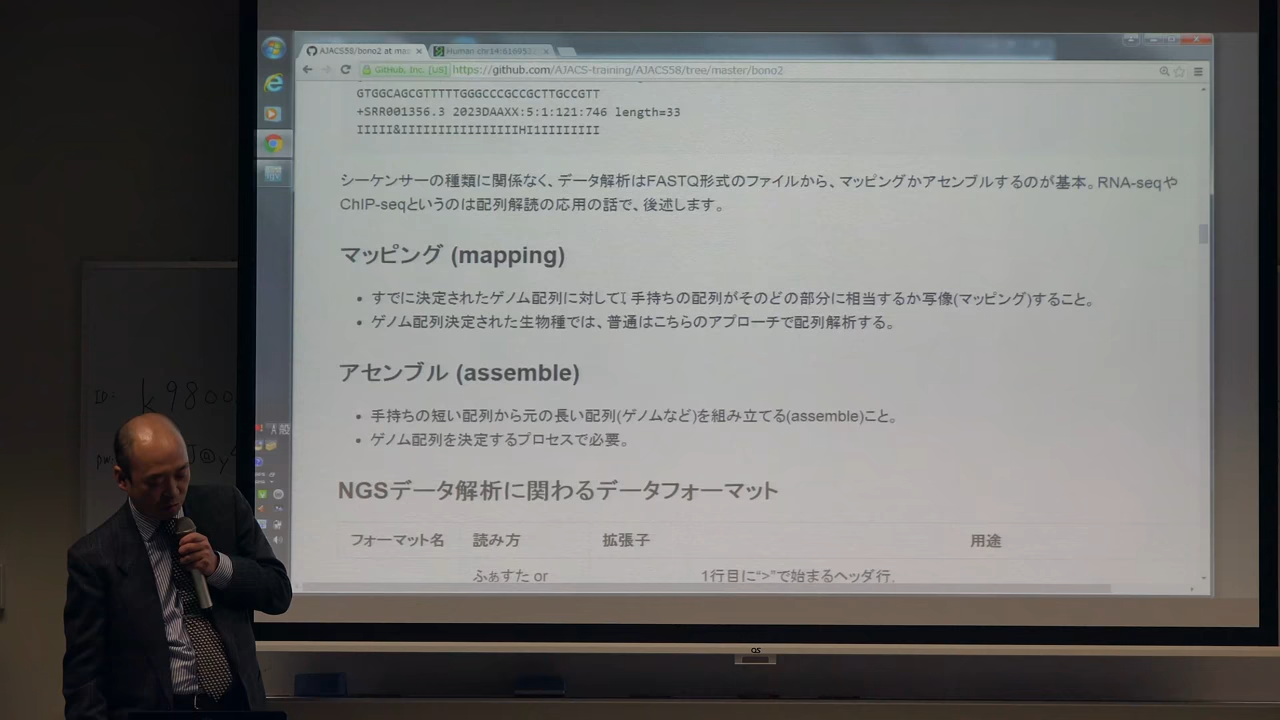 AJACS58/bono2 at mas
Human chr14:616952
GitHub, Inc. [US] https://github.com/AJACS-training/AJACS58/tree/master/bono2
GTGGCAGCGTTTTTGGGCCCGCCGCTTGCCGTT
+SRR001356.3 2023DAAXX:5:1:121:746 length=33
IIIII&IIIIIIIIIIIIIIIIIHI1IIIIIIII
シーケンサーの種類に関係なく、データ解析はFASTQ形式のファイルから、マッピングかアセンブルするのが基本。RNA-seqや
ChIP-seqというのは配列解読の応用の話で、後述します。
マッピング (mapping)
• すでに決定されたゲノム配列に対して、手持ちの配列がそのどの部分に相当するか写像(マッピング)すること。
• ゲノム配列決定された生物種では、普通はこちらのアプローチで配列解析する。
アセンブル (assemble)
• 手持ちの短い配列から元の長い配列(ゲノムなど)を組み立てる(assemble)こと。
• ゲノム配列を決定するプロセスで必要。
NGSデータ解析に関わるデータフォーマット
フォーマット名 読み方 拡張子 用途
ふぁすた or 1行目に“>”で始まるヘッダ行.
A 般
ID: k9800
pw: J@y
OS